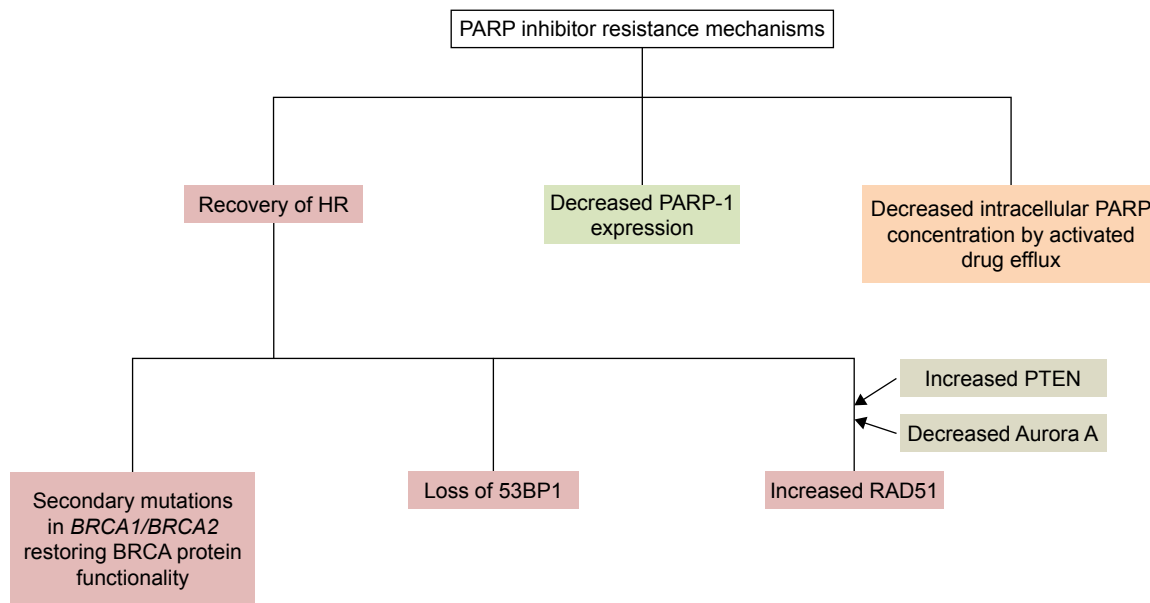 PARP inhibitor resistance mechanisms
Recovery of HR
Decreased PARP-1
expression
Decreased intracellular PARP
concentration by activated
drug efflux
Increased PTEN
Decreased Aurora A
Secondary mutations
in BRCA1/BRCA2
restoring BRCA protein
functionality
Loss of 53BP1
Increased RAD51